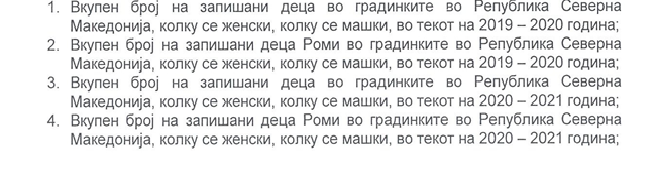 1. Вкупен број на запишани деца во градинките во Република Северна
Македонија, колку се женски, колку се машки, во текот на 2019 – 2020 година;
2. Вкупен број на запишани деца Роми во градинките во Република Северна
Македонија, колку се женски, колку се машки, во текот на 2019 – 2020 година;
3. Вкупен број на запишани деца во градинките во Република Северна
Македонија, колку се женски, колку се машки, во текот на 2020 – 2021 година;
4. Вкупен број на запишани деца Роми во градинките во Република Северна
Македонија, колку се женски, колку се машки, во текот на 2020 – 2021 година;